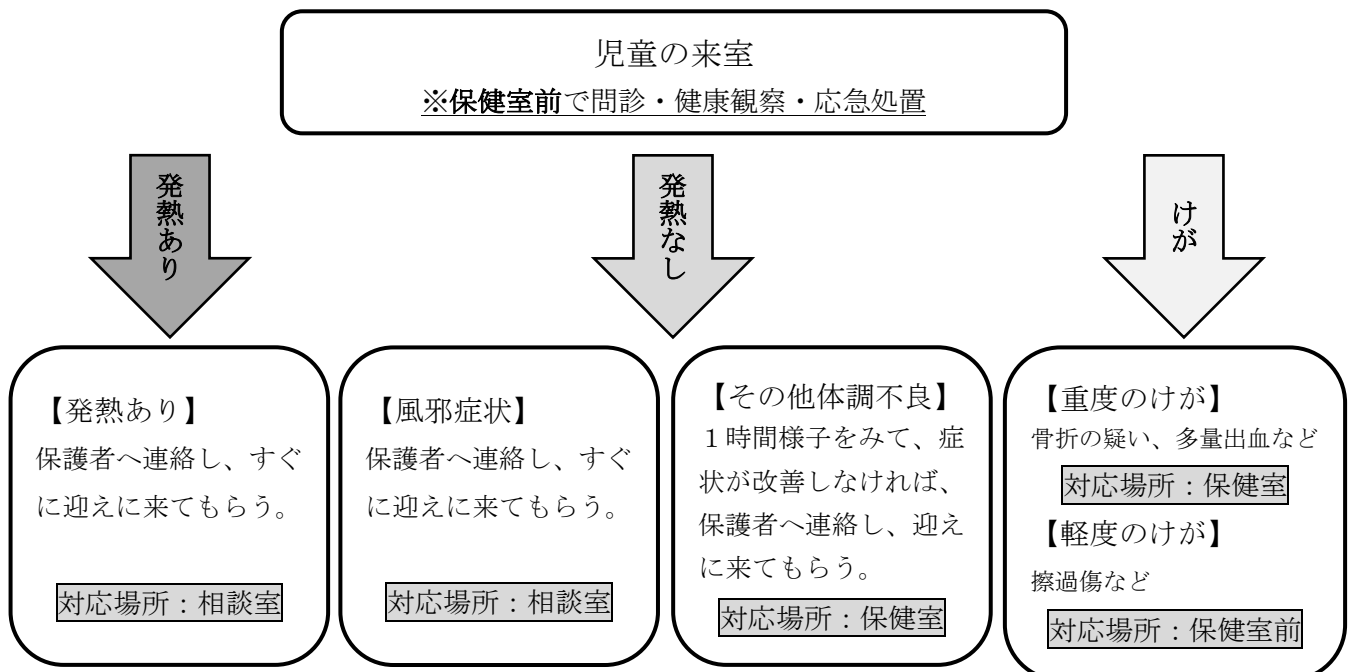 児童の来室
※保健室前で問診・健康観察・応急処置
発熱あり
発熱なし
けが
【発熱あり】
保護者へ連絡し、すぐ
に迎えに来てもらう。
対応場所：相談室
【風邪症状】
保護者へ連絡し、すぐ
に迎えに来てもらう。
対応場所：相談室
【その他体調不良】
１時間様子をみて、症
状が改善しなければ、
保護者へ連絡し、迎え
に来てもらう。
対応場所：保健室
【重度のけが】
骨折の疑い、多量出血など
対応場所：保健室
【軽度のけが】
擦過傷など
対応場所：保健室前